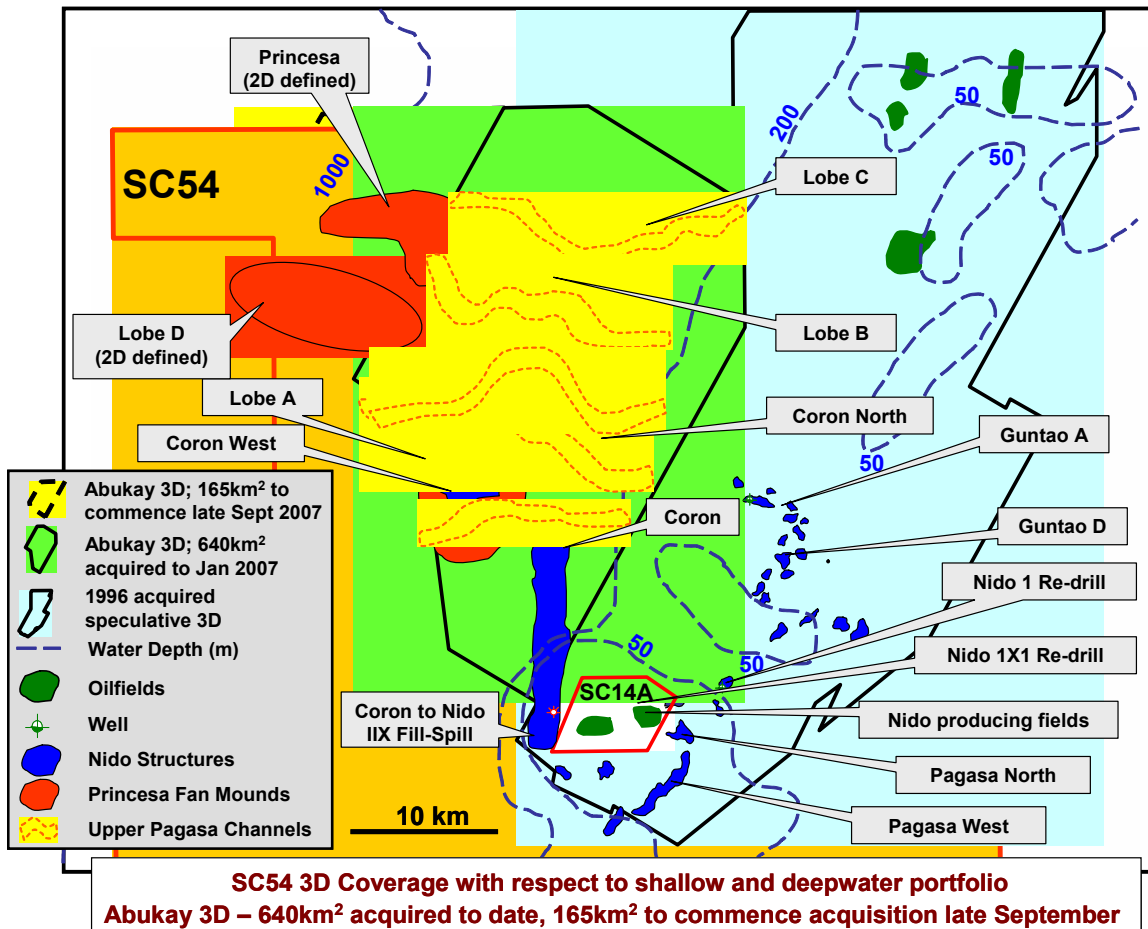 Princesa
(2D defined)
SC54
1000
200
50
50
Lobe C
Lobe D
(2D defined)
Lobe B
Lobe A
Coron North
Coron West
50
Guntao A
Coron
Guntao D
Nido 1 Re-drill
50
50
Nido 1X1 Re-drill
SC14A
Coron to Nido
IIX Fill-Spill
Nido producing fields
Pagasa North
Pagasa West
Abukay 3D; 165km² to
commence late Sept 2007
Abukay 3D; 640km²
acquired to Jan 2007
1996 acquired
speculative 3D
Water Depth (m)
Oilfields
Well
Nido Structures
Princesa Fan Mounds
Upper Pagasa Channels
10 km
SC54 3D Coverage with respect to shallow and deepwater portfolio
Abukay 3D – 640km² acquired to date, 165km² to commence acquisition late September